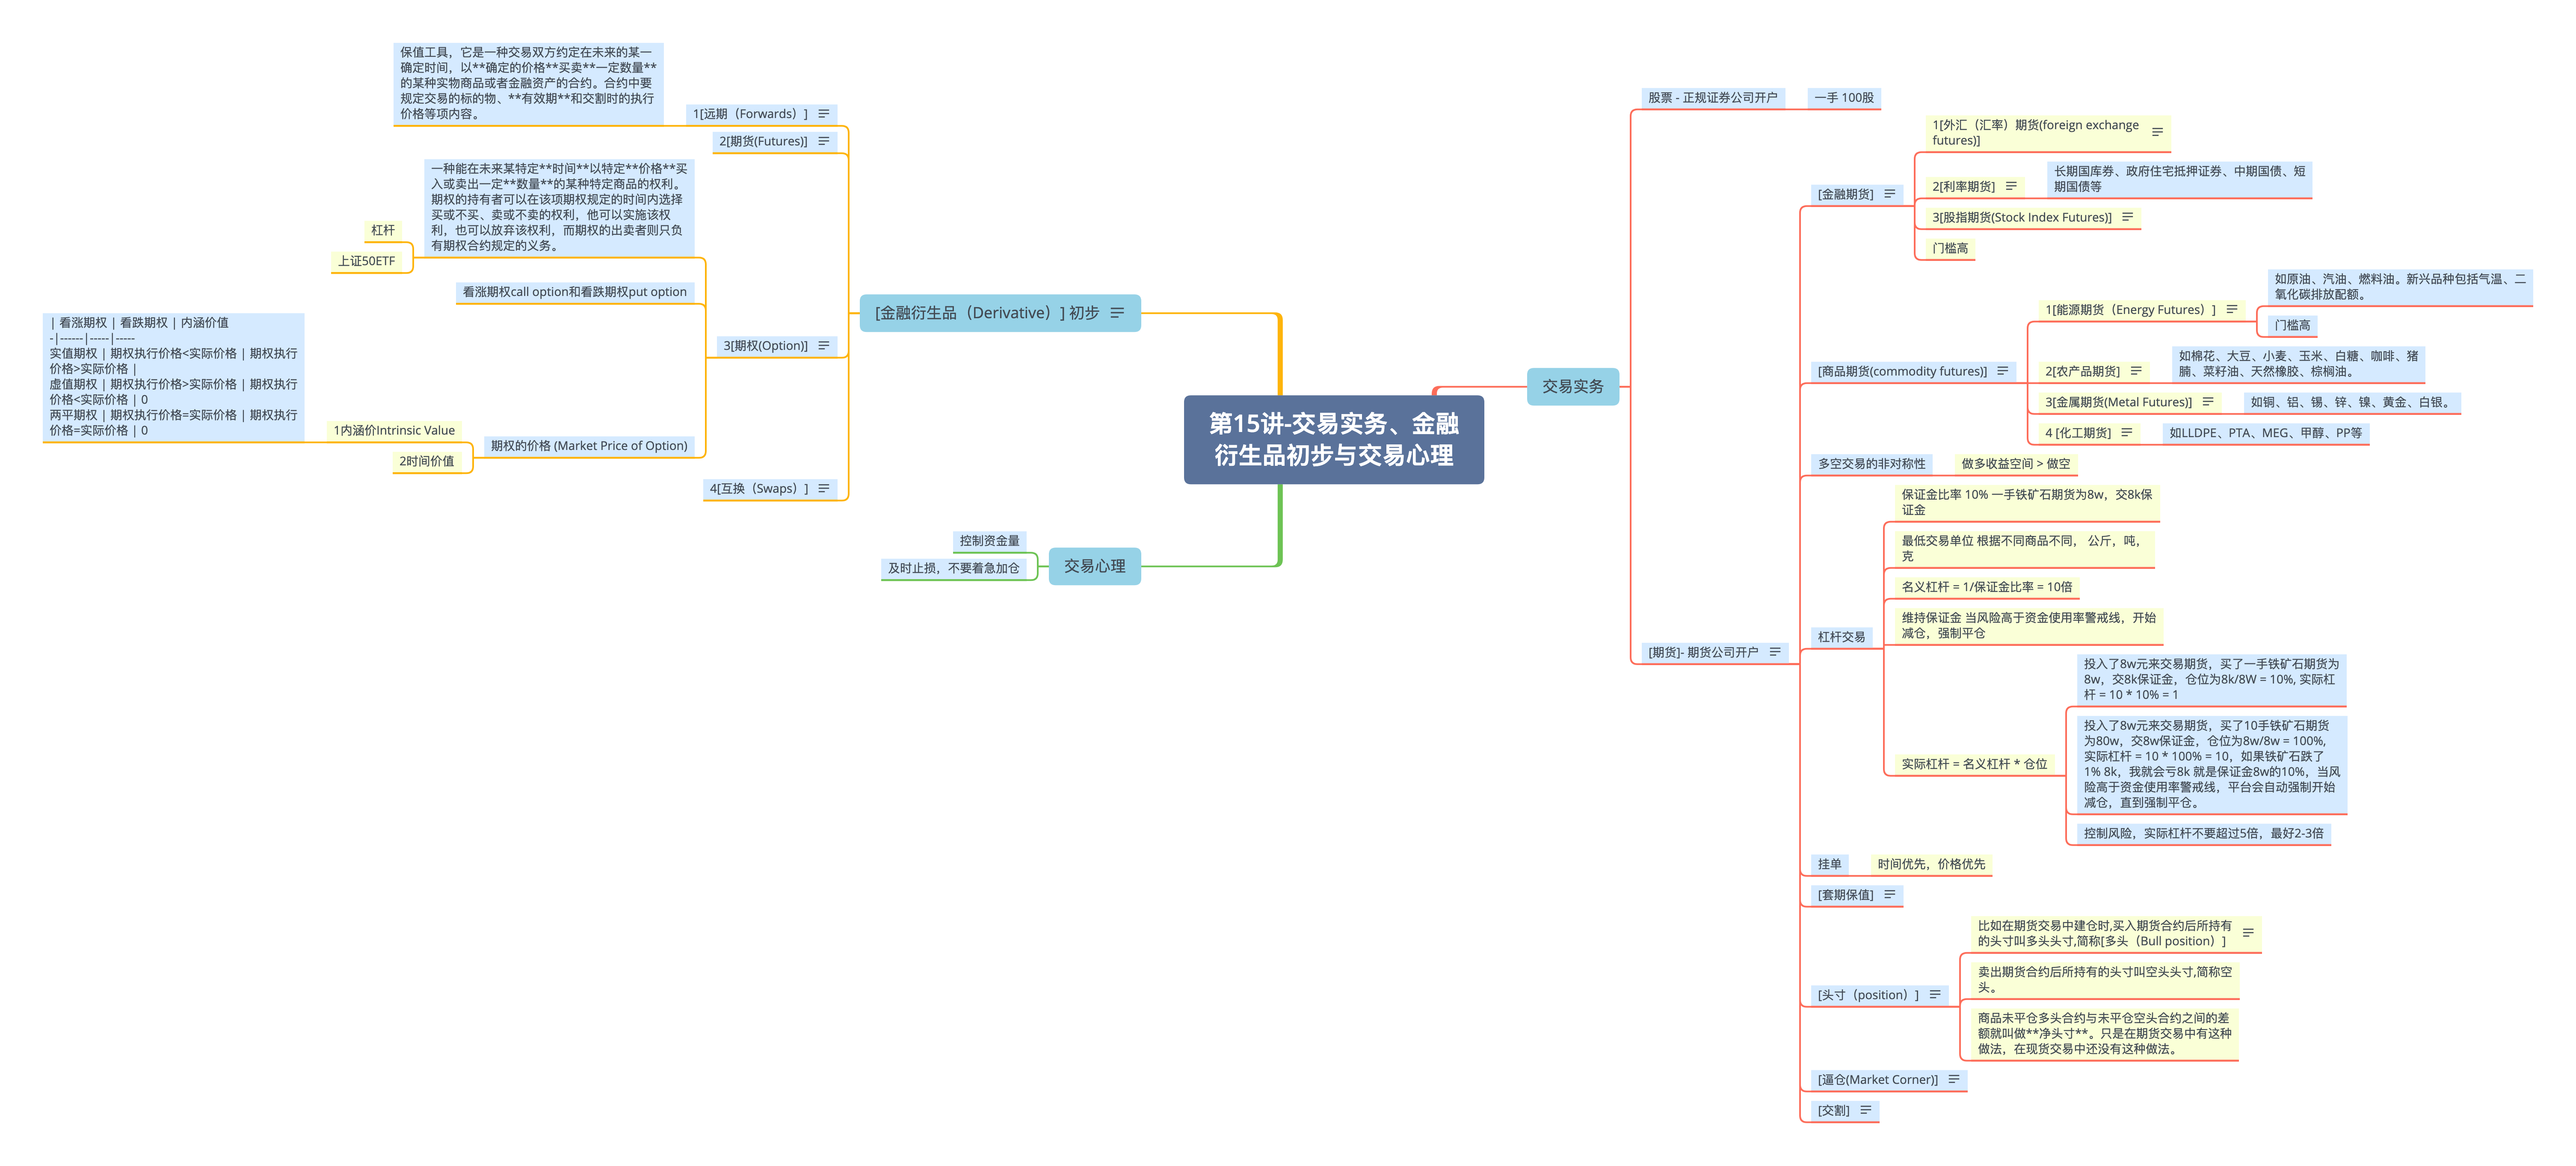 第15讲-交易实务、金融
衍生品初步与交易心理
交易实务
股票 - 正规证券公司开户
一手 100股
[期货]- 期货公司开户
[金融期货]
1[外汇（汇率）期货(foreign exchange
futures)]
2[利率期货]
长期国库券、政府住宅抵押证券、中期国债、短
期国债等
3[股指期货(Stock Index Futures)]
门槛高
[商品期货(commodity futures)]
1[能源期货（Energy Futures）]
如原油、汽油、燃料油。新兴品种包括气温、二
氧化碳排放配额。
门槛高
2[农产品期货]
如棉花、大豆、小麦、玉米、白糖、咖啡、猪
腩、菜籽油、天然橡胶、棕榈油。
3[金属期货(Metal Futures)]
如铜、铝、锡、锌、镍、黄金、白银。
4 [化工期货]
如LLDPE、PTA、MEG、甲醇、PP等
多空交易的非对称性
做多收益空间 > 做空
杠杆交易
保证金比率 10% 一手铁矿石期货为8w，交8k保
证金
最低交易单位 根据不同商品不同， 公斤，吨，
克
名义杠杆 = 1/保证金比率 = 10倍
维持保证金 当风险高于资金使用率警戒线，开始
减仓，强制平仓
实际杠杆 = 名义杠杆 * 仓位
投入了8w元来交易期货，买了一手铁矿石期货为
8w，交8k保证金，仓位为8k/8W = 10%, 实际杠
杆 = 10 * 10% = 1
投入了8w元来交易期货，买了10手铁矿石期货
为80w，交8w保证金，仓位为8w/8w = 100%,
实际杠杆 = 10 * 100% = 10，如果铁矿石跌了
1% 8k，我就会亏8k 就是保证金8w的10%，当风
险高于资金使用率警戒线，平台会自动强制开始
减仓，直到强制平仓。
控制风险，实际杠杆不要超过5倍，最好2-3倍
挂单
时间优先，价格优先
[套期保值]
[头寸（position）]
比如在期货交易中建仓时,买入期货合约后所持有
的头寸叫多头头寸,简称[多头（Bull position）]
卖出期货合约后所持有的头寸叫空头头寸,简称空
头。
商品未平仓多头合约与未平仓空头合约之间的差
额就叫做**净头寸**。只是在期货交易中有这种
做法，在现货交易中还没有这种做法。
[逼仓(Market Corner)]
[交割]
[金融衍生品（Derivative）] 初步
1[远期（Forwards）]
保值工具，它是一种交易双方约定在未来的某一
确定时间，以**确定的价格**买卖**一定数量**
的某种实物商品或者金融资产的合约。合约中要
规定交易的标的物、**有效期**和交割时的执行
价格等项内容。
2[期货(Futures)]
3[期权(Option)]
一种能在未来某特定**时间**以特定**价格**买
入或卖出一定**数量**的某种特定商品的权利。
期权的持有者可以在该项期权规定的时间内选择
买或不买、卖或不卖的权利，他可以实施该权
利，也可以放弃该权利，而期权的出卖者则只负
有期权合约规定的义务。
杠杆
上证50ETF
看涨期权call option和看跌期权put option
期权的价格 (Market Price of Option)
1内涵价Intrinsic Value
| 看涨期权 | 看跌期权 | 内涵价值
-|------|-----|-----
实值期权 | 期权执行价格<实际价格 | 期权执行
价格>实际价格 |
虚值期权 | 期权执行价格>实际价格 | 期权执行
价格<实际价格 | 0
两平期权 | 期权执行价格=实际价格 | 期权执行
价格=实际价格 | 0
2时间价值
4[互换（Swaps）]
交易心理
控制资金量
及时止损，不要着急加仓